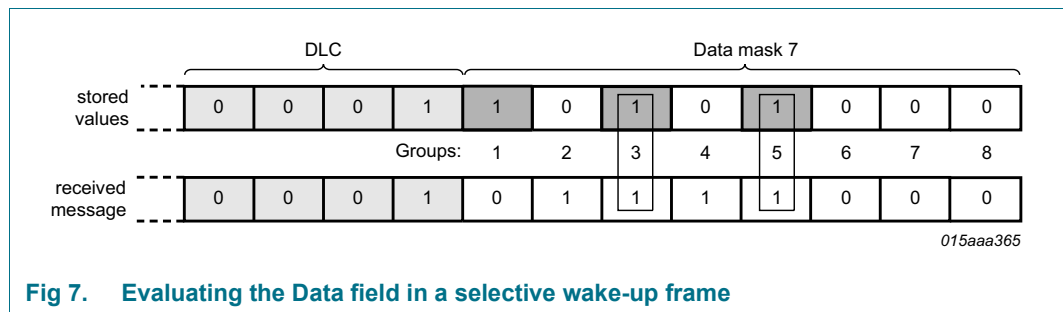 DLC Data mask 7
stored values 0 0 0 1 1 0 1 0 1 0 0 0
Groups: 1 2 3 4 5 6 7 8
received message 0 0 0 1 0 1 1 1 1 0 0 0
015aaa365
Fig 7. Evaluating the Data field in a selective wake-up frame